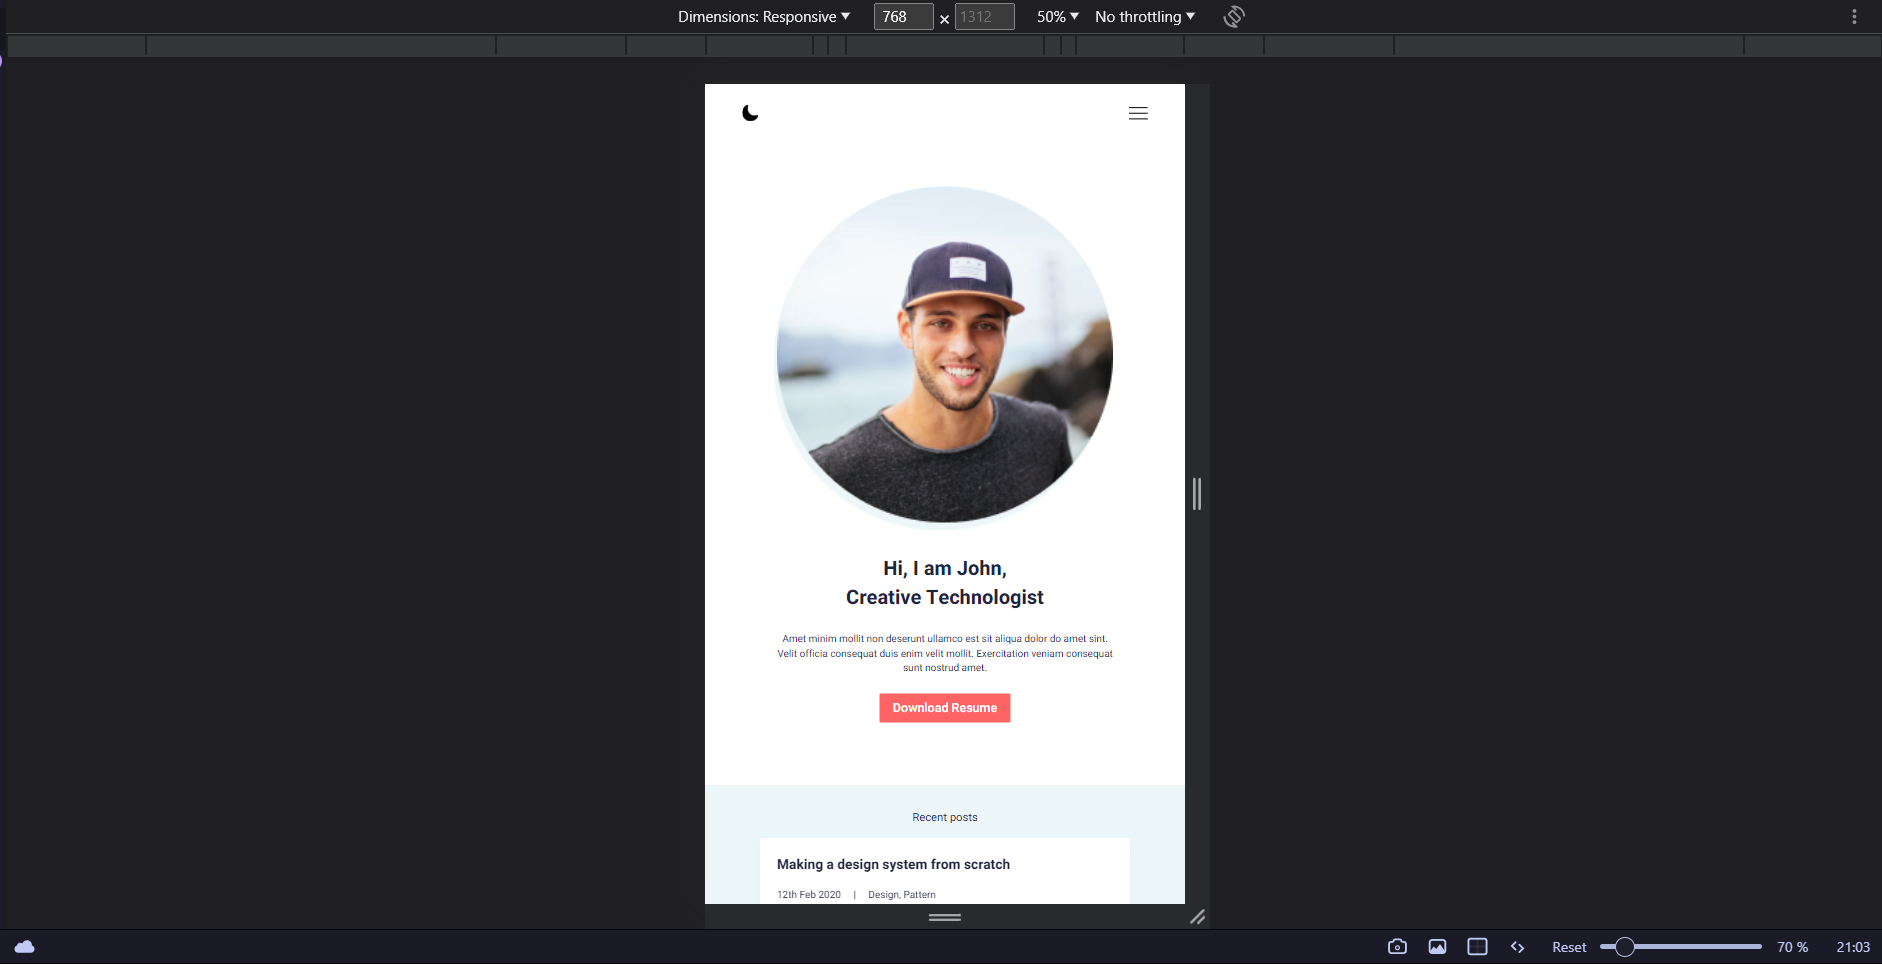 Dimensions: Responsive 768 × 1312 50% No throttling
Hi, I am John,
Creative Technologist
Amet minim mollit non deserunt ullamco est sit aliqua dolor do amet sint.
Velit officia consequat duis enim velit mollit. Exercitation veniam consequat
sunt nostrud amet.
Download Resume
Recent posts
Making a design system from scratch
12th Feb 2020 | Design, Pattern
Reset 70 % 21:03